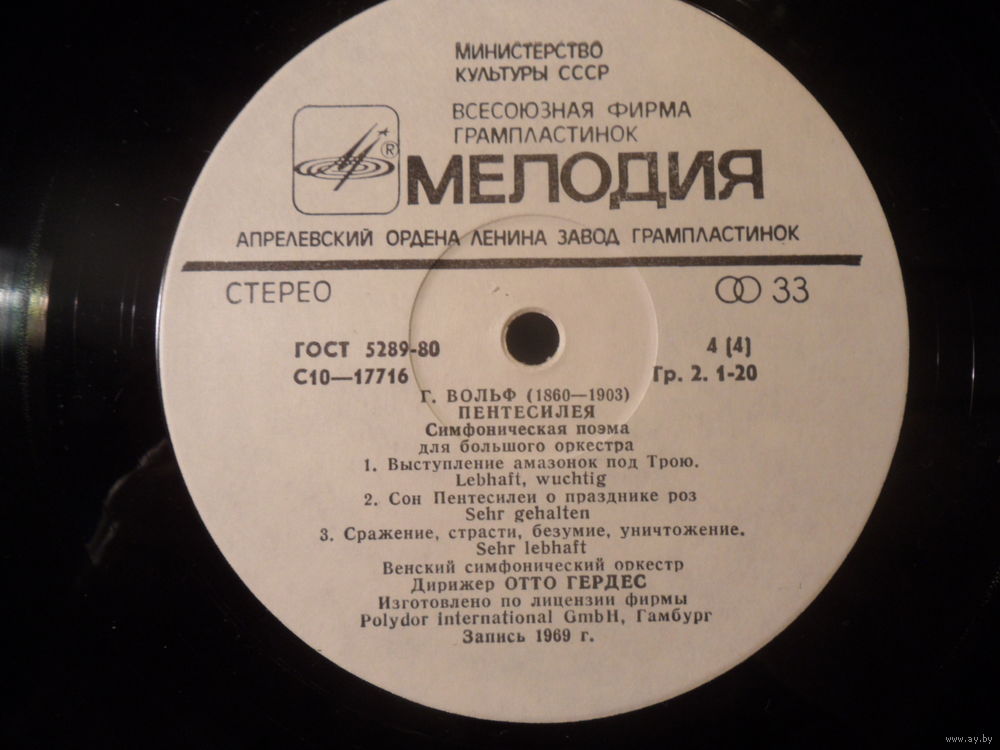 МИНИСТЕРСТВО
КУЛЬТУРЫ СССР
ВСЕСОЮЗНАЯ ФИРМА
ГРАМПЛАСТИНОК
®
МЕЛОДИЯ
АПРЕЛЕВСКИЙ ОРДЕНА ЛЕНИНА ЗАВОД ГРАМПЛАСТИНОК
СТЕРЕО 33
ГОСТ 5289-80 4 (4)
С10—17716 Гр. 2. 1-20
Г. ВОЛЬФ (1860—1903)
ПЕНТЕСИЛЕЯ
Симфоническая поэма
для большого оркестра
1. Выступление амазонок под Трою.
Lebhaft, wuchtig
2. Сон Пентесилеи о празднике роз
Sehr gehalten
3. Сражение, страсти, безумие, уничтожение.
Sehr lebhaft
Венский симфонический оркестр
Дирижер ОТТО ГЕРДЕС
Изготовлено по лицензии фирмы
Polydor international GmbH, Гамбург
Запись 1969 г.
www.ay.by